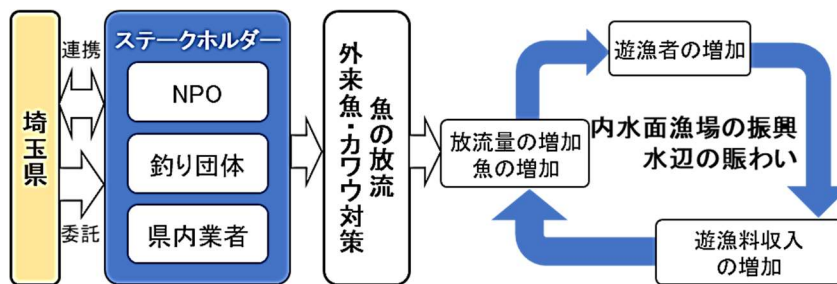 埼玉県
連携
委託
ステークホルダー
NPO
釣り団体
県内業者
魚の放流
外来魚・カワウ対策
放流量の増加
魚の増加
遊漁者の増加
内水面漁場の振興
水辺の賑わい
遊漁料収入
の増加